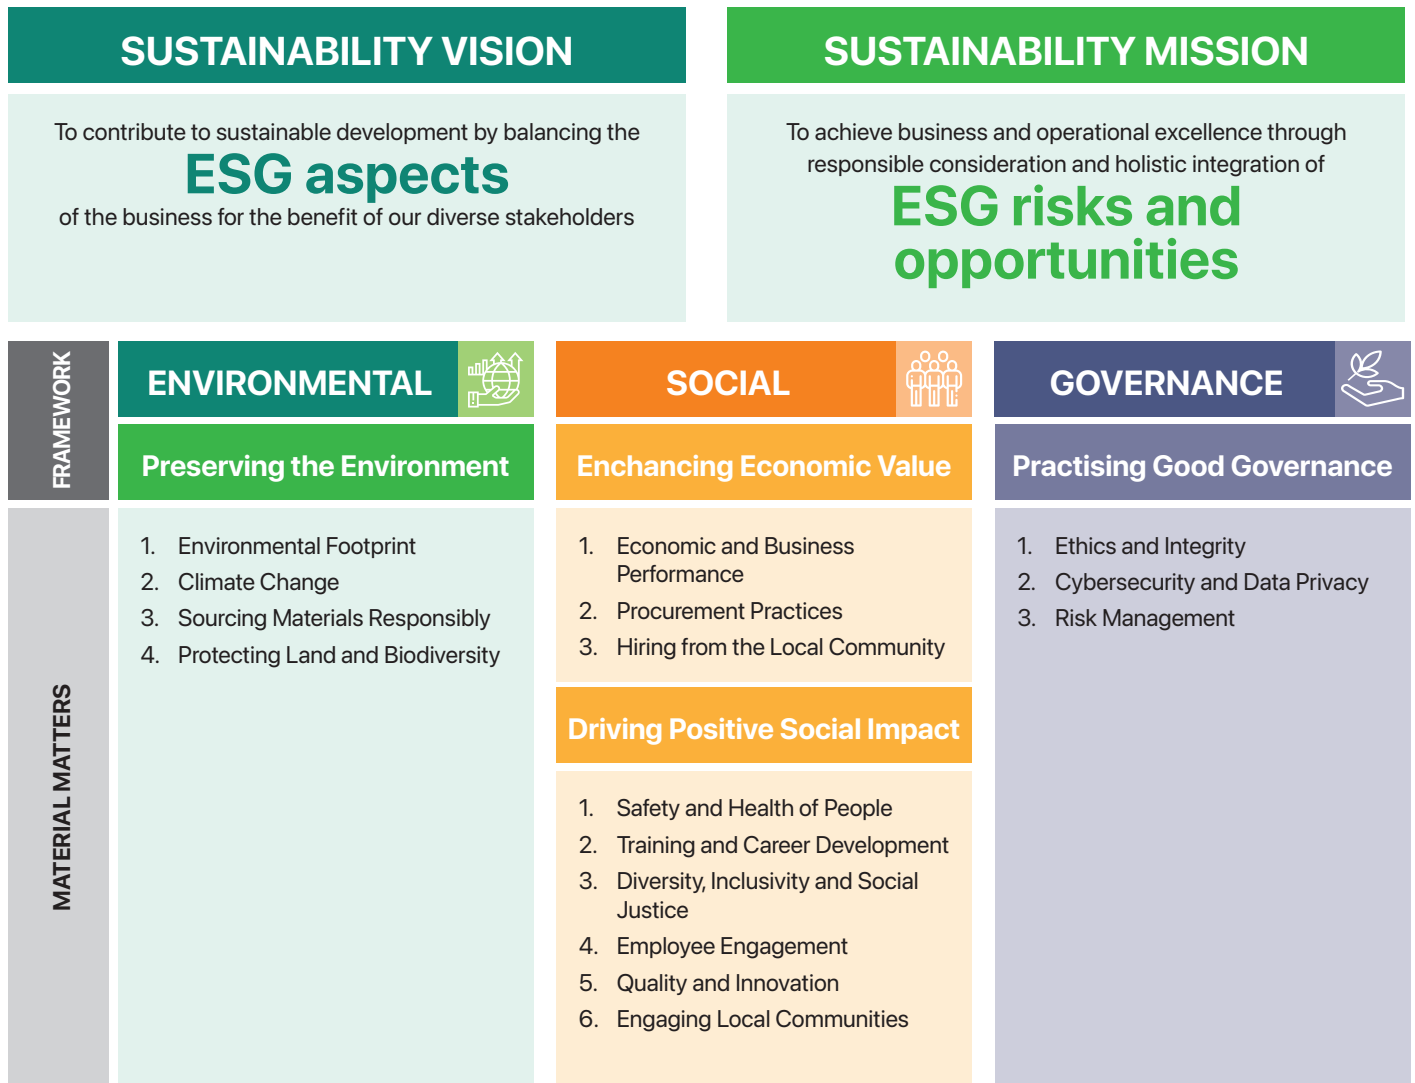 SUSTAINABILITY VISION
To contribute to sustainable development by balancing the
ESG aspects
of the business for the benefit of our diverse stakeholders
SUSTAINABILITY MISSION
To achieve business and operational excellence through
responsible consideration and holistic integration of
ESG risks and
opportunities
FRAMEWORK
ENVIRONMENTAL
Preserving the Environment
SOCIAL
Enchancing Economic Value
GOVERNANCE
Practising Good Governance
MATERIAL MATTERS
1. Environmental Footprint
2. Climate Change
3. Sourcing Materials Responsibly
4. Protecting Land and Biodiversity
1. Economic and Business
Performance
2. Procurement Practices
3. Hiring from the Local Community
Driving Positive Social Impact
1. Safety and Health of People
2. Training and Career Development
3. Diversity, Inclusivity and Social
Justice
4. Employee Engagement
5. Quality and Innovation
6. Engaging Local Communities
1. Ethics and Integrity
2. Cybersecurity and Data Privacy
3. Risk Management